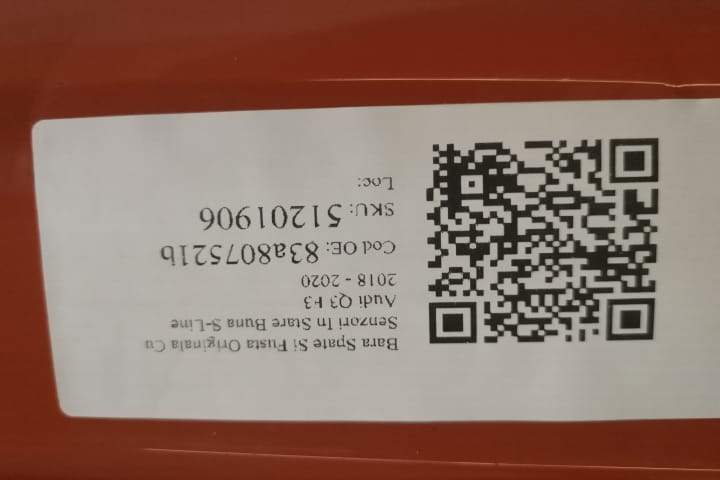 Bara Spate Si Fusta Originala Cu
Senzori In Stare Buna S-Line
Audi Q3 F3
2018 - 2020
Cod OE: 83a807521b
SKU: 51201906
Loc: